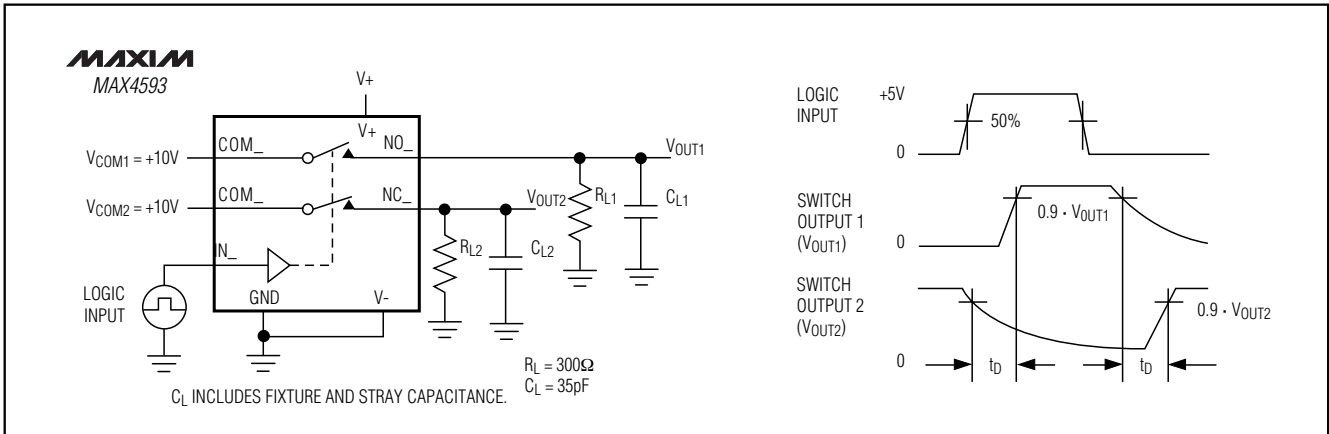 MAXIM
MAX4593
V+
V+
COM_
NO_
VCOM1 = +10V
VOUT1
COM_
NC_
VCOM2 = +10V
VOUT2
RL1
CL1
RL2
CL2
IN_
LOGIC
INPUT
GND
V-
RL = 300Ω
CL = 35pF
CL INCLUDES FIXTURE AND STRAY CAPACITANCE.
LOGIC
INPUT
+5V
50%
0
SWITCH
OUTPUT 1
(VOUT1)
0.9 · VOUT1
0
SWITCH
OUTPUT 2
(VOUT2)
0.9 · VOUT2
0
tD
tD